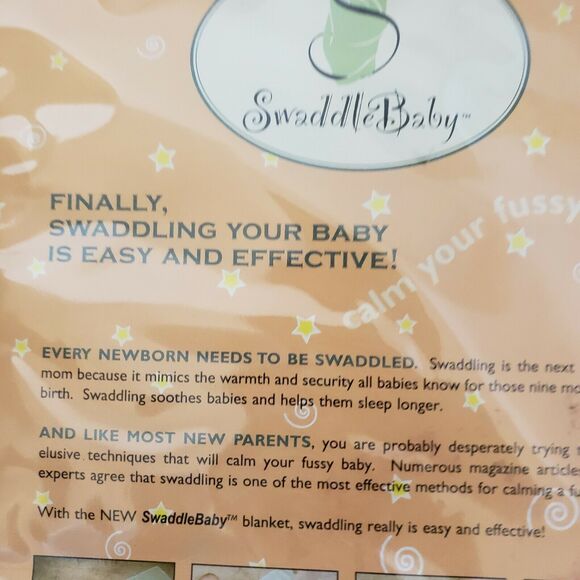 SwaddleBaby™
FINALLY,
SWADDLING YOUR BABY
IS EASY AND EFFECTIVE!
calm your fussy
EVERY NEWBORN NEEDS TO BE SWADDLED. Swaddling is the next
mom because it mimics the warmth and security all babies know for those nine
birth. Swaddling soothes babies and helps them sleep longer.
AND LIKE MOST NEW PARENTS, you are probably desperately trying
elusive techniques that will calm your fussy baby. Numerous magazine
experts agree that swaddling is one of the most effective methods for calming a
With the NEW SwaddleBaby™ blanket, swaddling really is easy and effective!